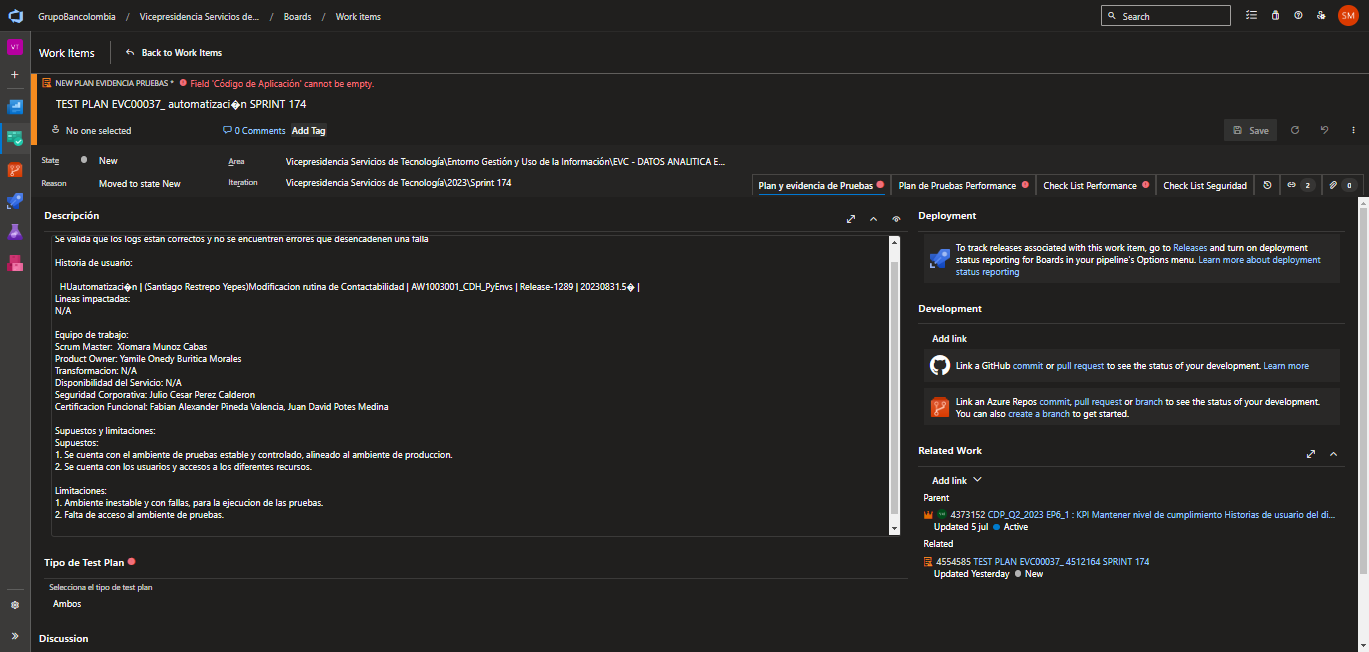 GrupoBancolombia / Vicepresidencia Servicios de... / Boards / Work items
Search
SM
VT
Work Items
Back to Work Items
NEW PLAN EVIDENCIA PRUEBAS * Field 'Código de Aplicación' cannot be empty.
TEST PLAN EVC00037_ automatizaci�n SPRINT 174
No one selected
0 Comments
Add Tag
Save
State
New
Area
Vicepresidencia Servicios de Tecnología\Entorno Gestión y Uso de la Información\EVC - DATOS ANALITICA E...
Reason
Moved to state New
Iteration
Vicepresidencia Servicios de Tecnología\2023\Sprint 174
Plan y evidencia de Pruebas
Plan de Pruebas Performance
Check List Performance
Check List Seguridad
2
0
Descripción
Se valida que los logs estan correctos y no se encuentren errores que desencadenen una falla
Historia de usuario:
HUautomatizaci�n | (Santiago Restrepo Yepes)Modificacion rutina de Contactabilidad | AW1003001_CDH_PyEnvs | Release-1289 | 20230831.5� |
Lineas impactadas:
N/A
Equipo de trabajo:
Scrum Master: Xiomara Munoz Cabas
Product Owner: Yamile Onedy Buritica Morales
Transformacion: N/A
Disponibilidad del Servicio: N/A
Seguridad Corporativa: Julio Cesar Perez Calderon
Certificacion Funcional: Fabian Alexander Pineda Valencia, Juan David Potes Medina
Supuestos y limitaciones:
Supuestos:
1. Se cuenta con el ambiente de pruebas estable y controlado, alineado al ambiente de produccion.
2. Se cuenta con los usuarios y accesos a los diferentes recursos.
Limitaciones:
1. Ambiente inestable y con fallas, para la ejecucion de las pruebas.
2. Falta de acceso al ambiente de pruebas.
Tipo de Test Plan
Selecciona el tipo de test plan
Ambos
Discussion
Deployment
To track releases associated with this work item, go to Releases and turn on deployment
status reporting for Boards in your pipeline's Options menu. Learn more about deployment
status reporting
Development
Add link
Link a GitHub commit or pull request to see the status of your development. Learn more
Link an Azure Repos commit, pull request or branch to see the status of your development.
You can also create a branch to get started.
Related Work
Add link
Parent
4373152 CDP_Q2_2023 EP6_1 : KPI Mantener nivel de cumplimiento Historias de usuario del di...
Updated 5 jul Active
Related
4554585 TEST PLAN EVC00037_ 4512164 SPRINT 174
Updated Yesterday New